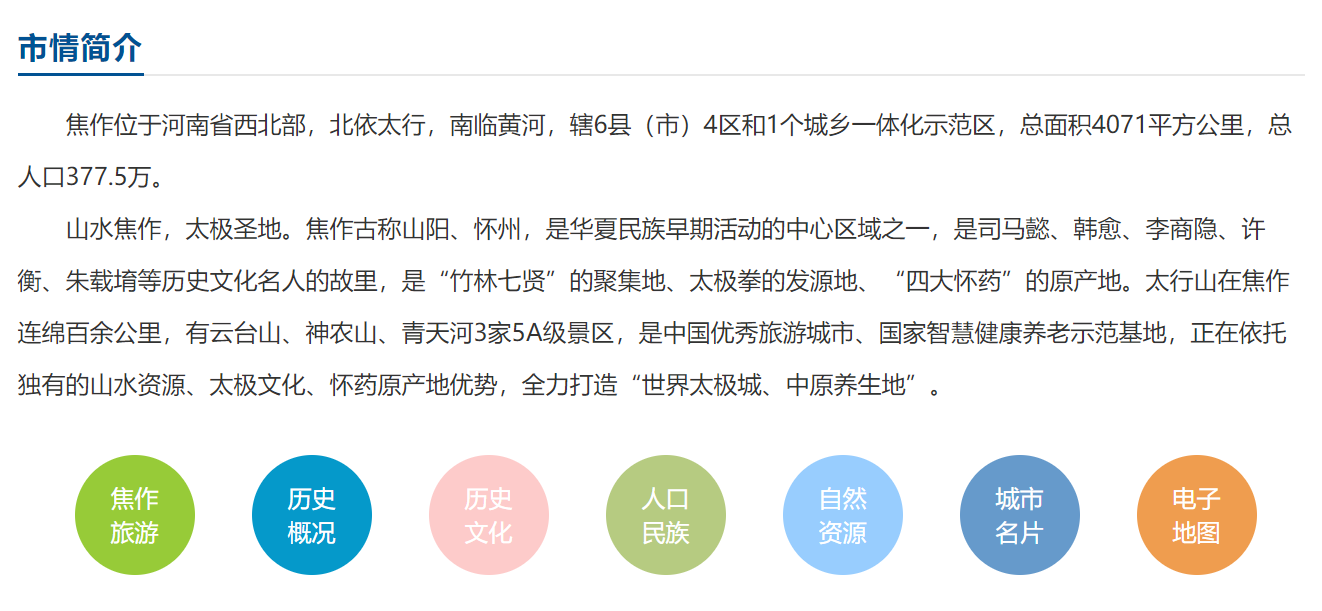 市情简介
焦作位于河南省西北部，北依太行，南临黄河，辖6县（市）4区和1个城乡一体化示范区，总面积4071平方公里，总
人口377.5万。
山水焦作，太极圣地。焦作古称山阳、怀州，是华夏民族早期活动的中心区域之一，是司马懿、韩愈、李商隐、许
衡、朱载堉等历史文化名人的故里，是“竹林七贤”的聚集地、太极拳的发源地、“四大怀药”的原产地。太行山在焦作
连绵百余公里，有云台山、神农山、青天河3家5A级景区，是中国优秀旅游城市、国家智慧健康养老示范基地，正在依托
独有的山水资源、太极文化、怀药原产地优势，全力打造“世界太极城、中原养生地”。
焦作
旅游
历史
概况
历史
文化
人口
民族
自然
资源
城市
名片
电子
地图